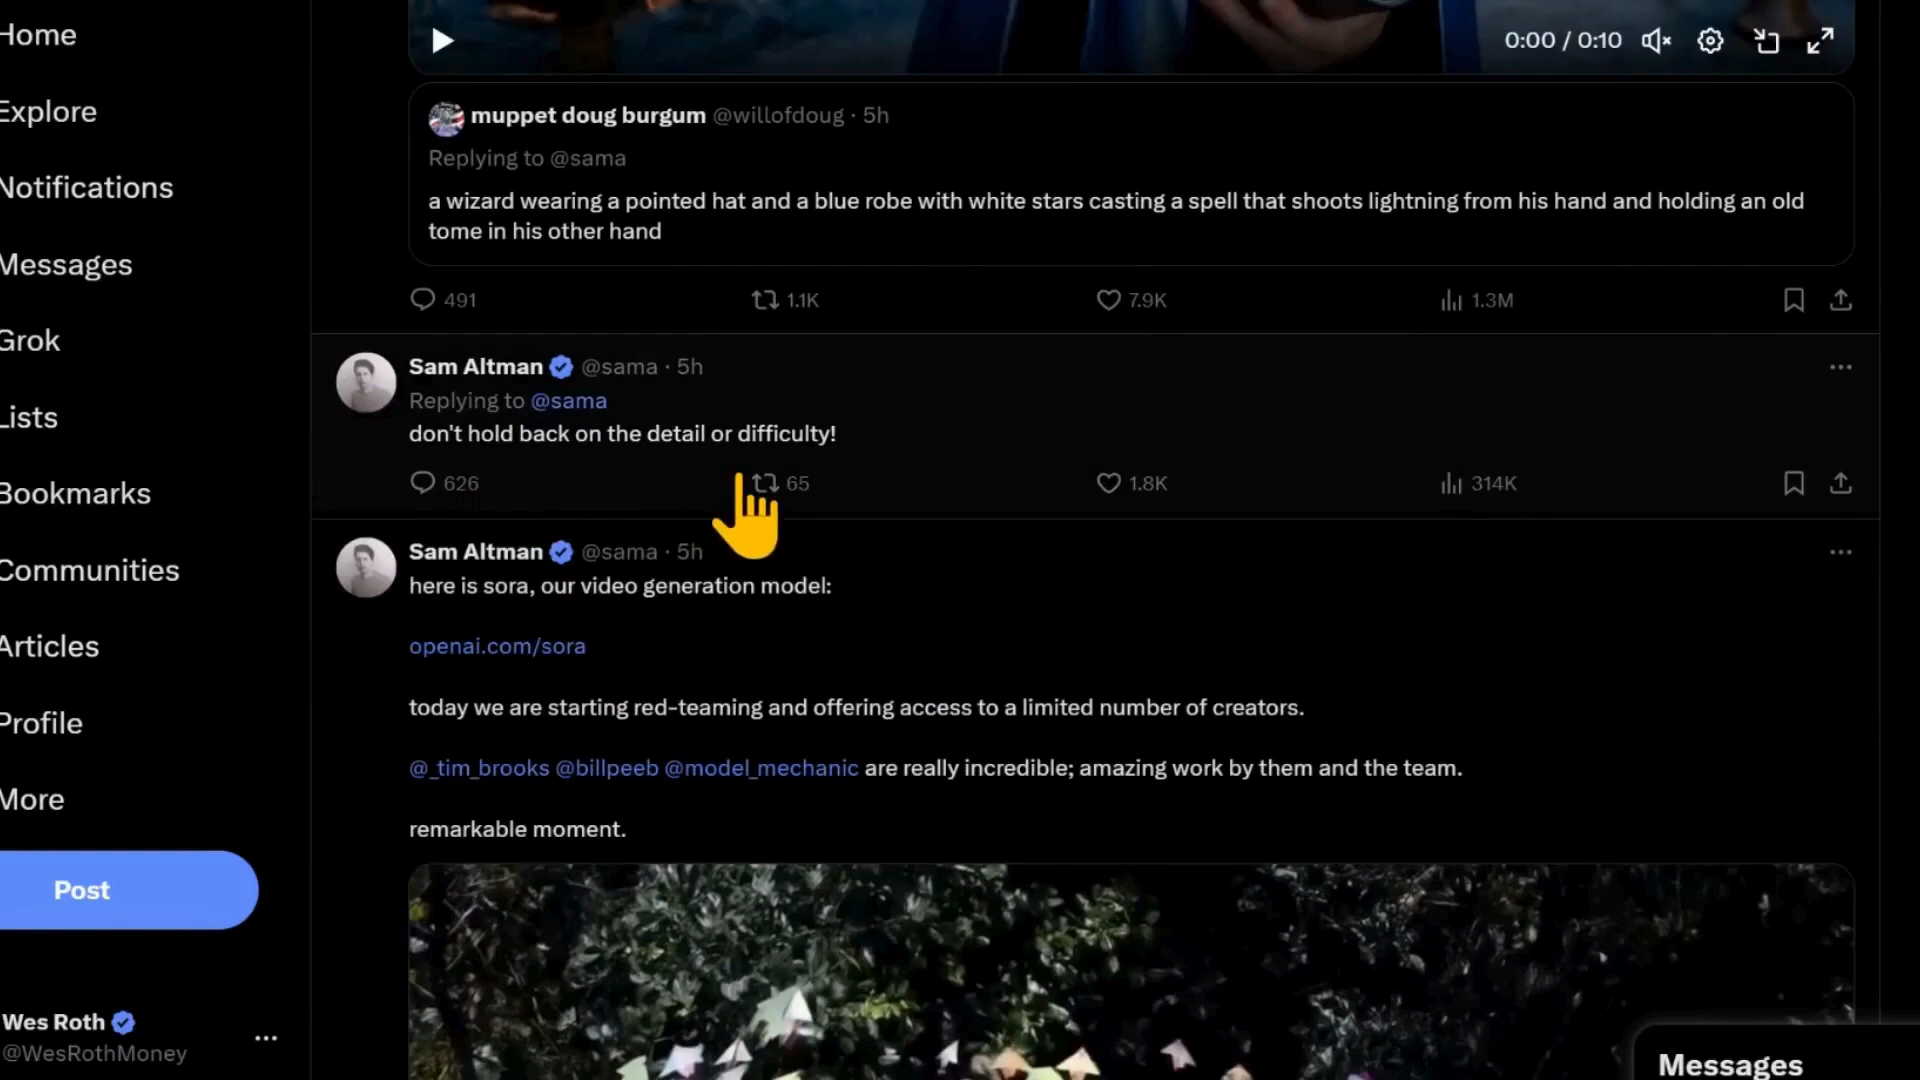 Home
Explore
Notifications
Messages
Grok
Lists
Bookmarks
Communities
Articles
Profile
More
Post
Wes Roth
@WesRothMoney
0:00 / 0:10
muppet doug burgum @willofdoug · 5h
Replying to @sama
a wizard wearing a pointed hat and a blue robe with white stars casting a spell that shoots lightning from his hand and holding an old
tome in his other hand
491 1.1K 7.9K 1.3M
Sam Altman @sama · 5h
Replying to @sama
don't hold back on the detail or difficulty!
626 65 1.8K 314K
Sam Altman @sama · 5h
here is sora, our video generation model:
openai.com/sora
today we are starting red-teaming and offering access to a limited number of creators.
@_tim_brooks @billpeeb @model_mechanic are really incredible; amazing work by them and the team.
remarkable moment.
Messages